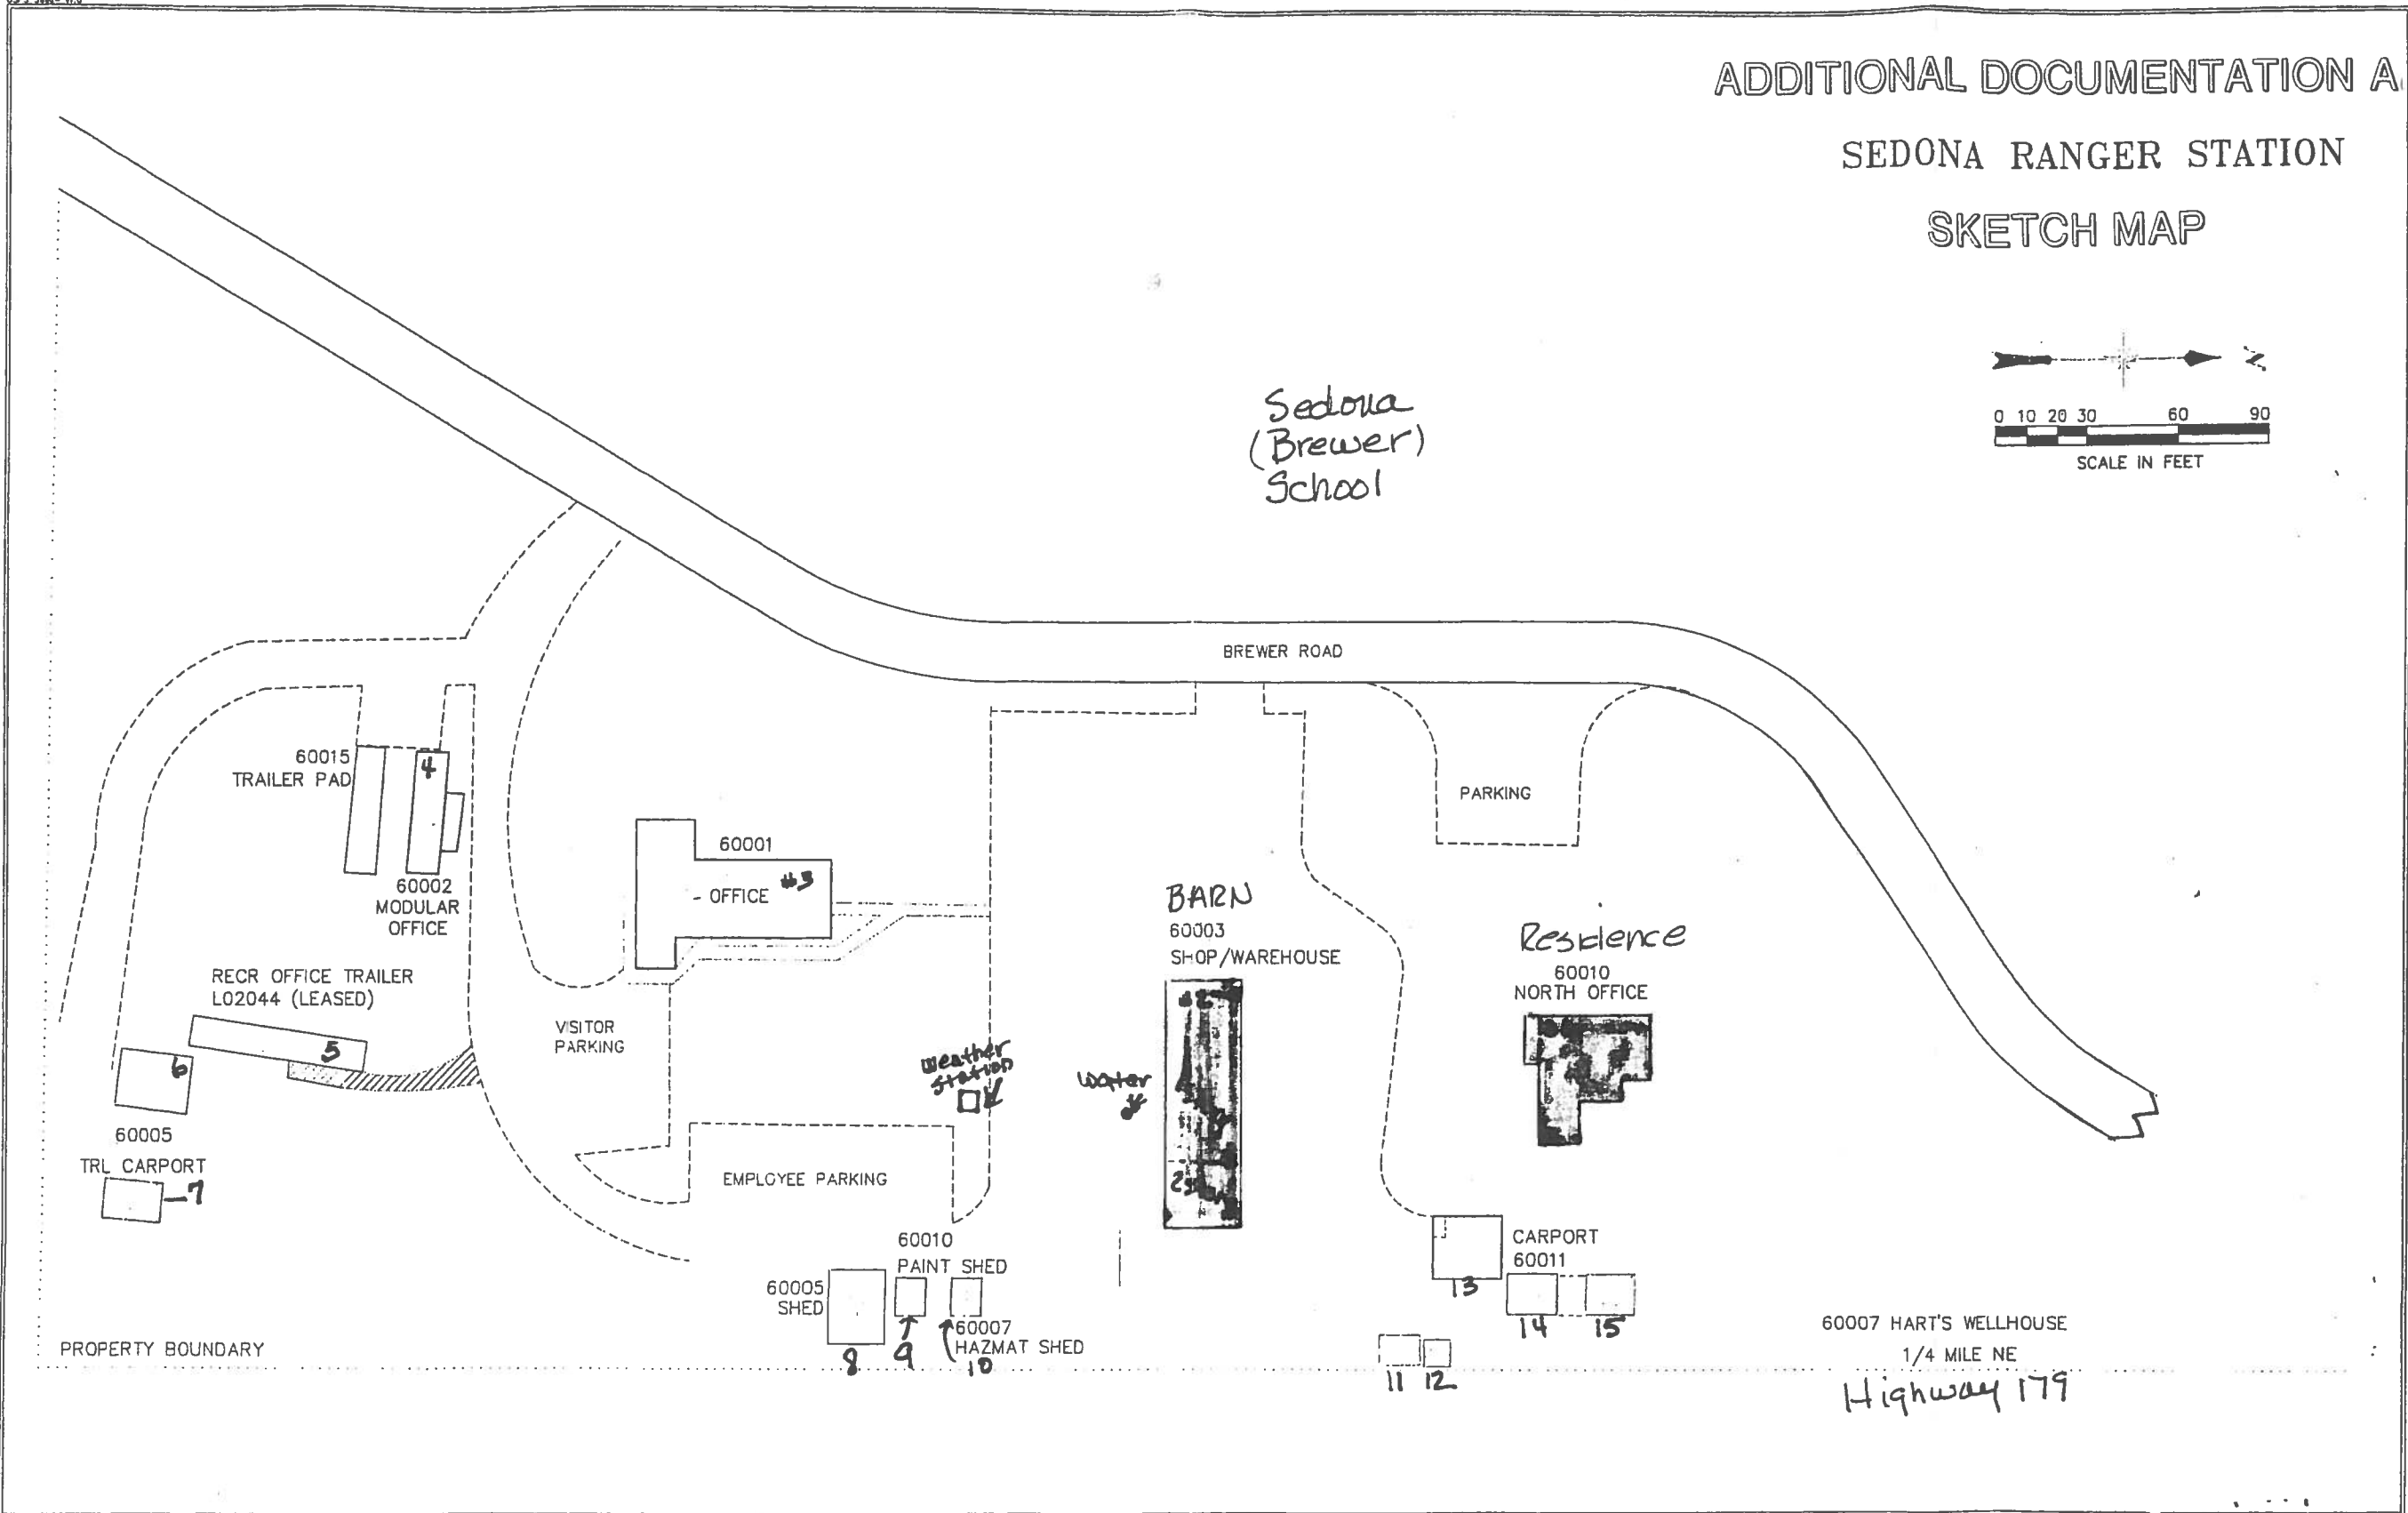 ADDITIONAL DOCUMENTATION A
SEDONA RANGER STATION
SKETCH MAP
N
0 10 20 30 60 90
SCALE IN FEET
Sedona
(Brewer)
School
BREWER ROAD
PARKING
60015
TRAILER PAD
4
60002
MODULAR
OFFICE
60001
OFFICE #3
BARN
60003
SHOP/WAREHOUSE
#2
2
Residence
60010
NORTH OFFICE
RECR OFFICE TRAILER
L02044 (LEASED)
5
6
VISITOR
PARKING
Weather
Station
Water
60005
TRL CARPORT
7
EMPLOYEE PARKING
60010
PAINT SHED
60005
SHED
60007
HAZMAT SHED
8
9
10
CARPORT
60011
13
14
15
11
12
60007 HART'S WELLHOUSE
1/4 MILE NE
PROPERTY BOUNDARY
Highway 179